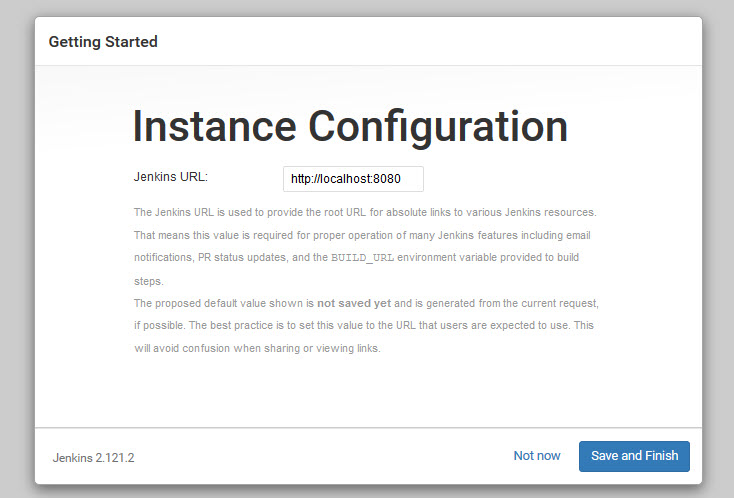 Getting Started
Instance Configuration
Jenkins URL: http://localhost:8080
The Jenkins URL is used to provide the root URL for absolute links to various Jenkins resources.
That means this value is required for proper operation of many Jenkins features including email
notifications, PR status updates, and the BUILD_URL environment variable provided to build
steps.
The proposed default value shown is not saved yet and is generated from the current request,
if possible. The best practice is to set this value to the URL that users are expected to use. This
will avoid confusion when sharing or viewing links.
Jenkins 2.121.2 Not now Save and Finish